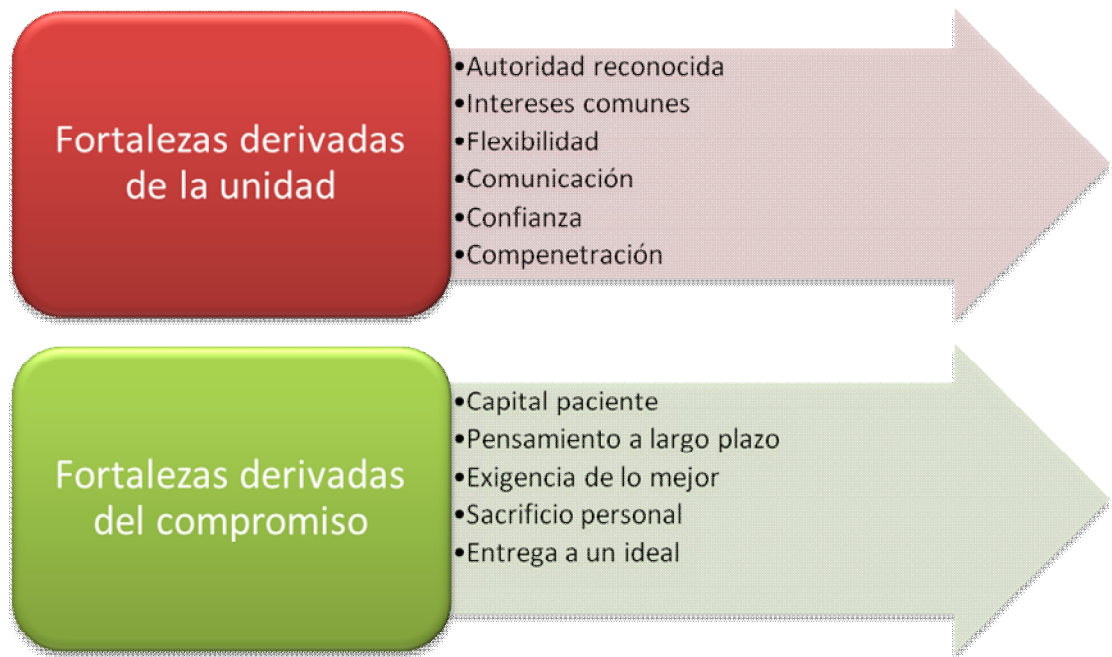 Fortalezas derivadas
de la unidad
•Autoridad reconocida
•Intereses comunes
•Flexibilidad
•Comunicación
•Confianza
•Compenetración
Fortalezas derivadas
del compromiso
•Capital paciente
•Pensamiento a largo plazo
•Exigencia de lo mejor
•Sacrificio personal
•Entrega a un ideal